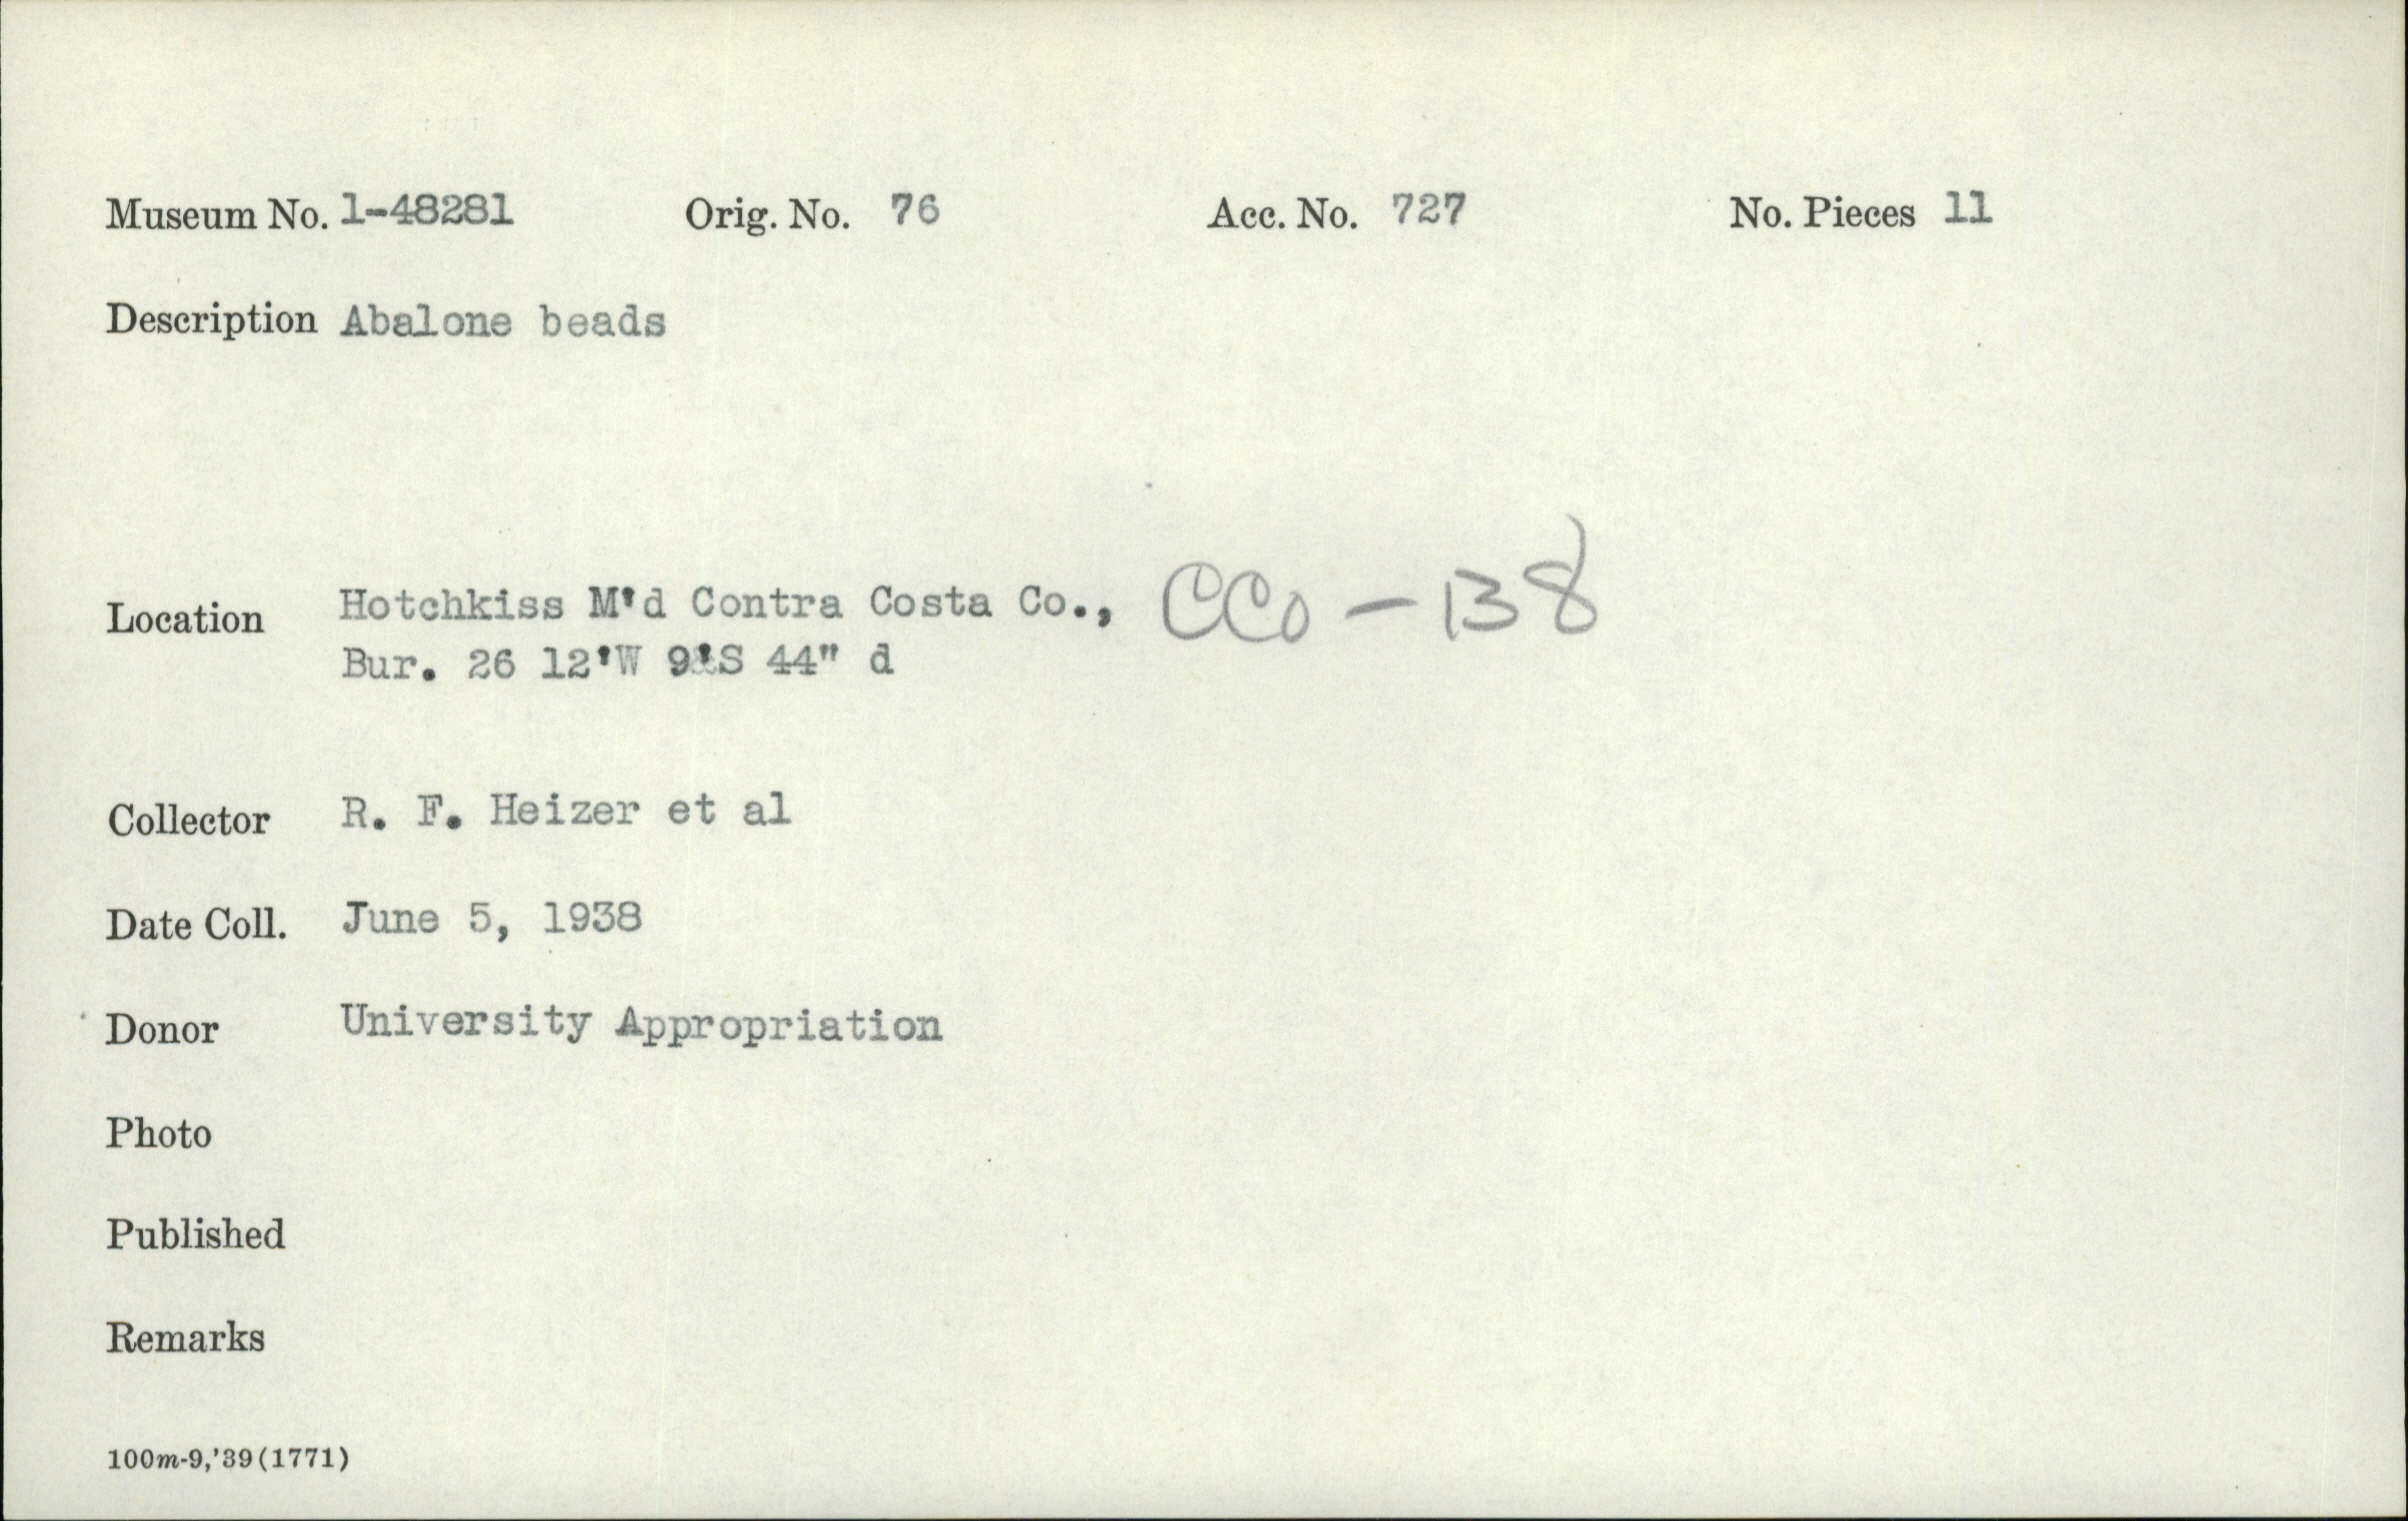 Museum No. 1-48281 Orig. No. 76 Acc. No. 727 No. Pieces 11
Description Abalone beads
Location Hotchkiss M'd Contra Costa Co., CCo-138
Bur. 26 12'W 9'S 44" d
Collector R. F. Heizer et al
Date Coll. June 5, 1938
Donor University Appropriation
Photo
Published
Remarks
100m-9,'39(1771)